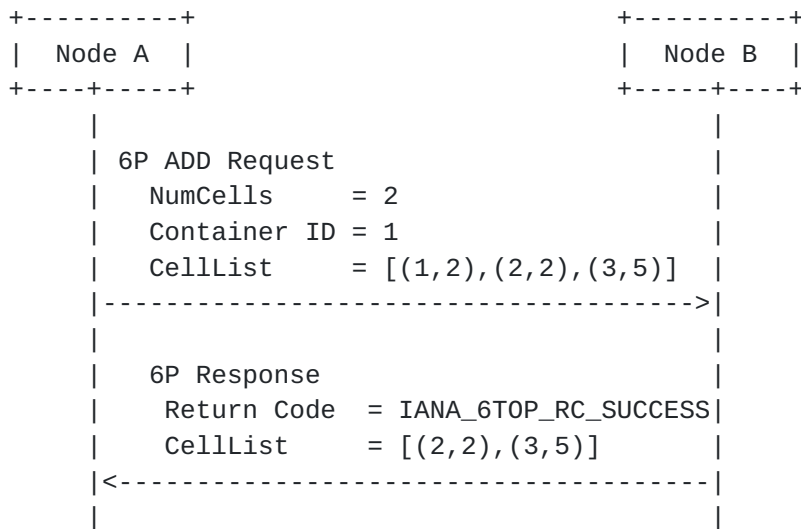 +----------+                           +----------+
|  Node A  |                           |  Node B  |
+----+-----+                           +-----+----+
     |                                       |
     | 6P ADD Request                        |
     |   NumCells     = 2                    |
     |   Container ID = 1                    |
     |   CellList     = [(1,2),(2,2),(3,5)]  |
     |-------------------------------------->|
     |                                       |
     |   6P Response                         |
     |    Return Code  = IANA_6TOP_RC_SUCCESS|
     |    CellList     = [(2,2),(3,5)]       |
     |<--------------------------------------|
     |                                       |